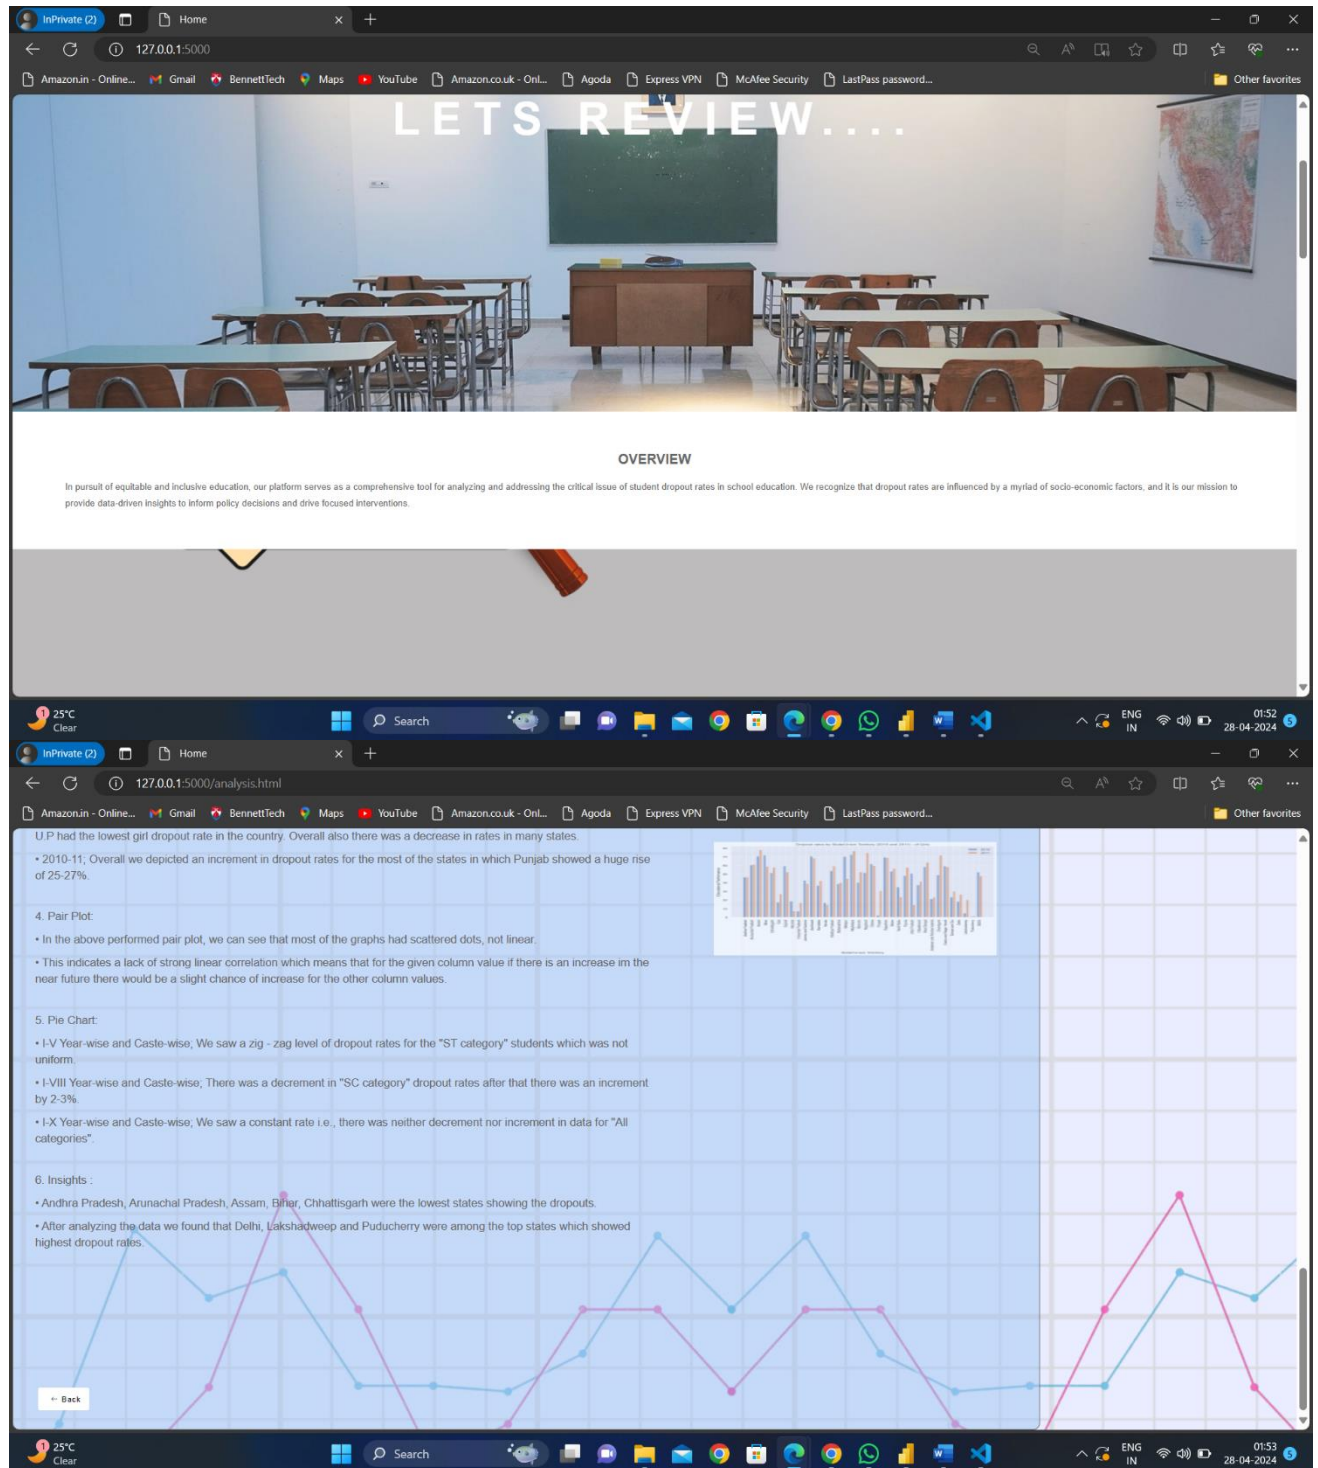 InPrivate (2)
Home
127.0.0.1:5000
Amazon.in - Online... Gmail BennettTech Maps YouTube Amazon.co.uk - Onl... Agoda Express VPN McAfee Security LastPass password... Other favorites
LETS REVIEW....
OVERVIEW
In pursuit of equitable and inclusive education, our platform serves as a comprehensive tool for analyzing and addressing the critical issue of student dropout rates in school education. We recognize that dropout rates are influenced by a myriad of socio-economic factors, and it is our mission to
provide data-driven insights to inform policy decisions and drive focused interventions.
1
25°C
Clear
Search
ENG
IN
01:52
28-04-2024
5
InPrivate (2)
Home
127.0.0.1:5000/analysis.html
Amazon.in - Online... Gmail BennettTech Maps YouTube Amazon.co.uk - Onl... Agoda Express VPN McAfee Security LastPass password... Other favorites
U.P had the lowest girl dropout rate in the country. Overall also there was a decrease in rates in many states.
• 2010-11; Overall we depicted an increment in dropout rates for the most of the states in which Punjab showed a huge rise
of 25-27%.
4. Pair Plot:
• In the above performed pair plot, we can see that most of the graphs had scattered dots, not linear.
• This indicates a lack of strong linear correlation which means that for the given column value if there is an increase im the
near future there would be a slight chance of increase for the other column values.
5. Pie Chart:
• I-V Year-wise and Caste-wise; We saw a zig - zag level of dropout rates for the "ST category" students which was not
uniform.
• I-VIII Year-wise and Caste-wise; There was a decrement in "SC category" dropout rates after that there was an increment
by 2-3%.
• I-X Year-wise and Caste-wise; We saw a constant rate i.e., there was neither decrement nor increment in data for "All
categories".
6. Insights :
• Andhra Pradesh, Arunachal Pradesh, Assam, Bihar, Chhattisgarh were the lowest states showing the dropouts.
• After analyzing the data we found that Delhi, Lakshadweep and Puducherry were among the top states which showed
highest dropout rates.
← Back
1
25°C
Clear
Search
ENG
IN
01:53
28-04-2024
5